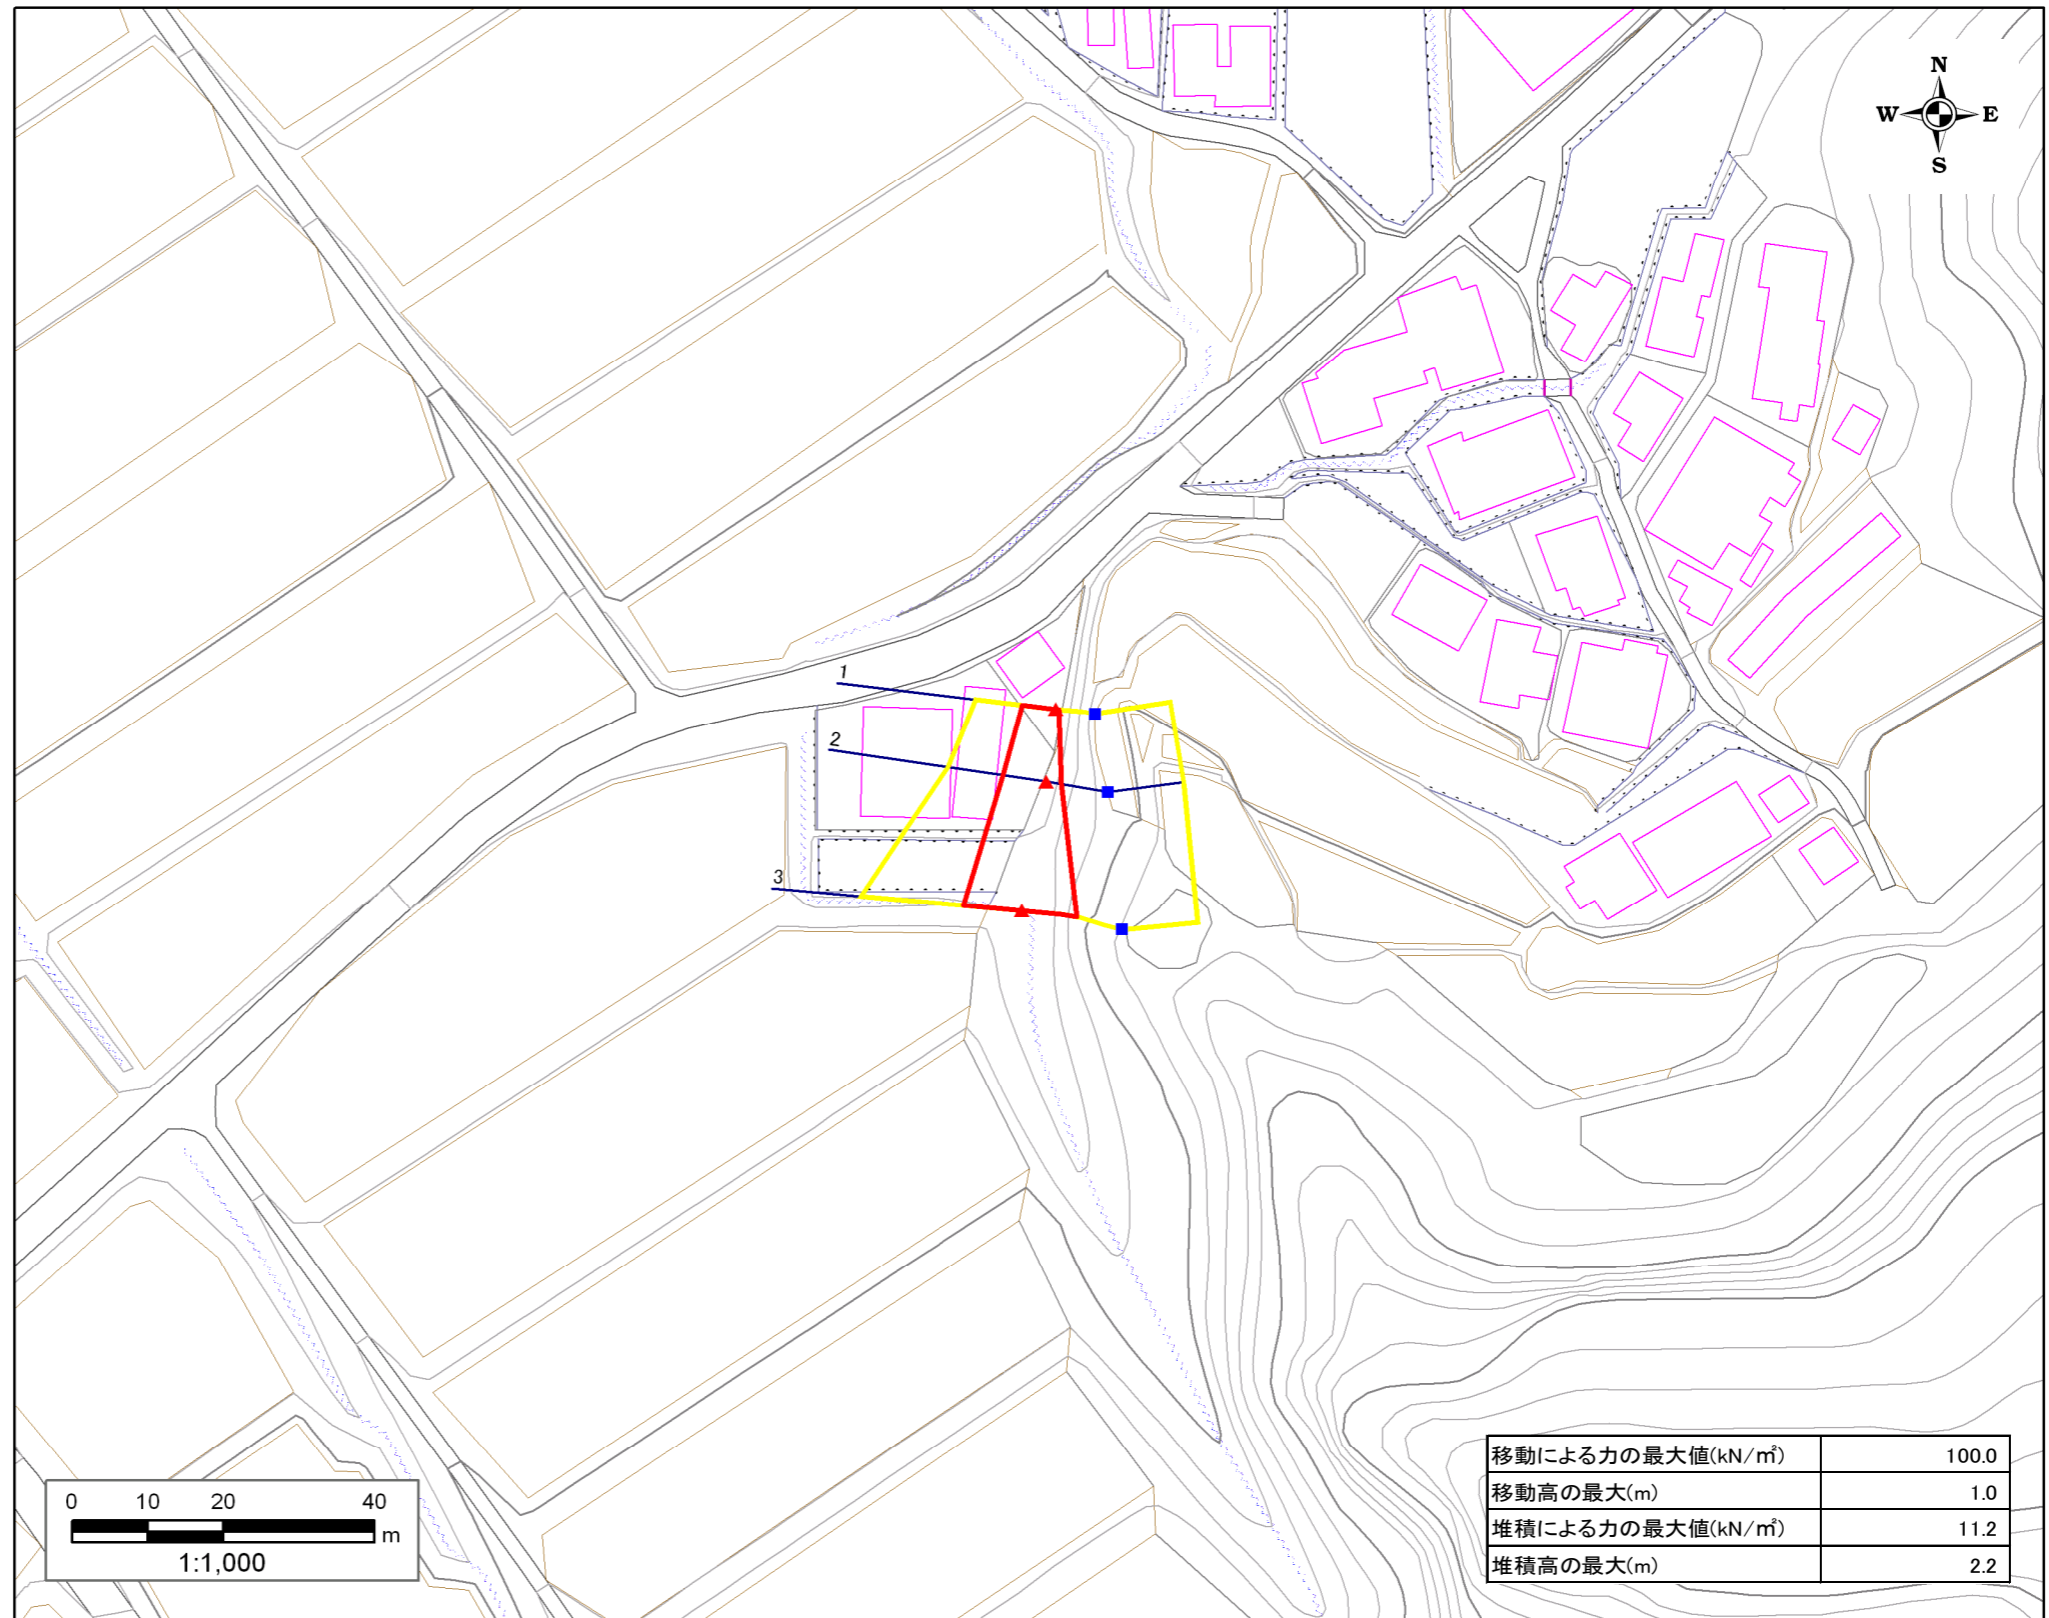 N
W E
S
1
2
3
0 10 20 40
m
1:1,000
移動による力の最大値(kN/㎡) 100.0
移動高の最大(m) 1.0
堆積による力の最大値(kN/㎡) 11.2
堆積高の最大(m) 2.2